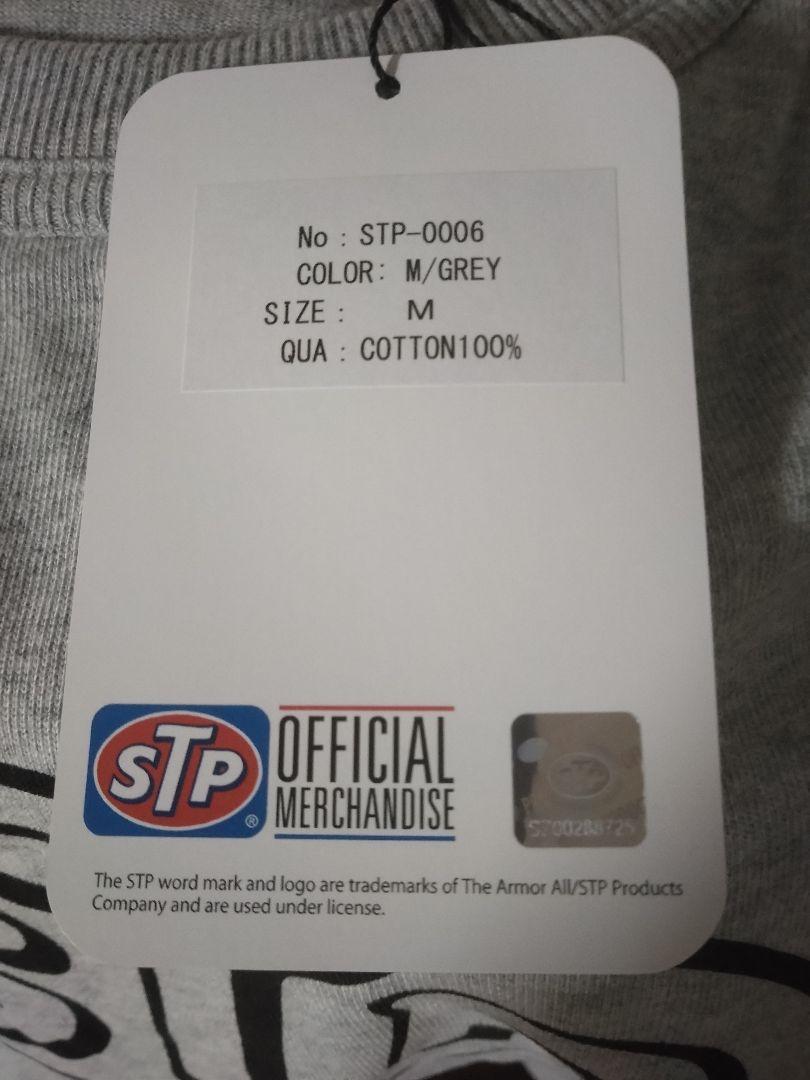 No : STP-0006
COLOR: M/GREY
SIZE : M
QUA : COTTON100%
STP ®
OFFICIAL
MERCHANDISE
The STP word mark and logo are trademarks of The Armor All/STP Products
Company and are used under license.